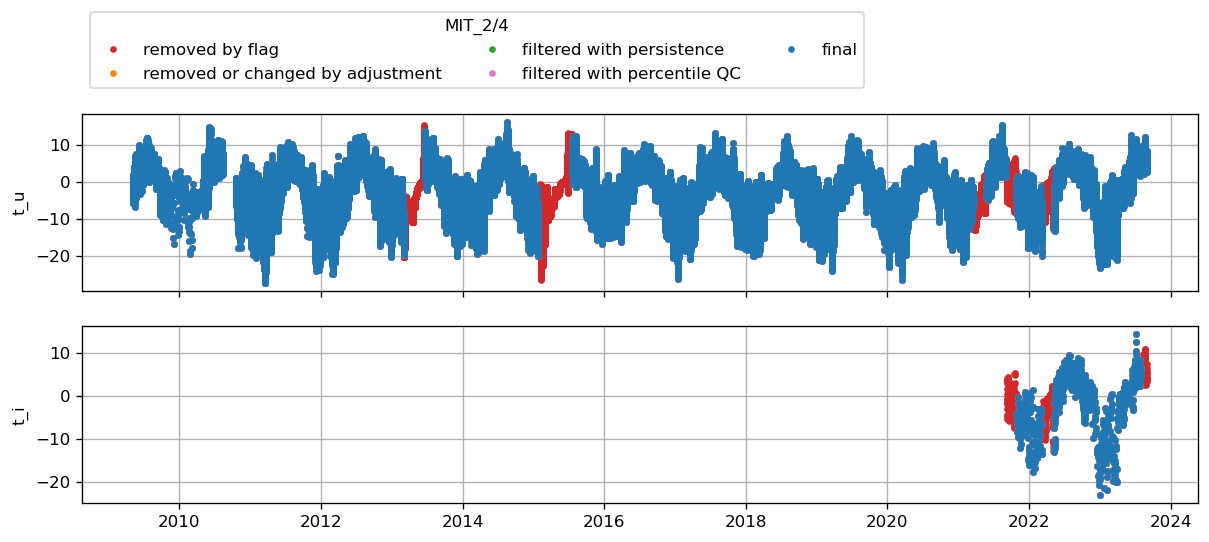 MIT_2/4
removed by flag
filtered with persistence
final
removed or changed by adjustment
filtered with percentile QC
10
0
−10
−20
t_u
10
0
−10
−20
t_i
2010
2012
2014
2016
2018
2020
2022
2024